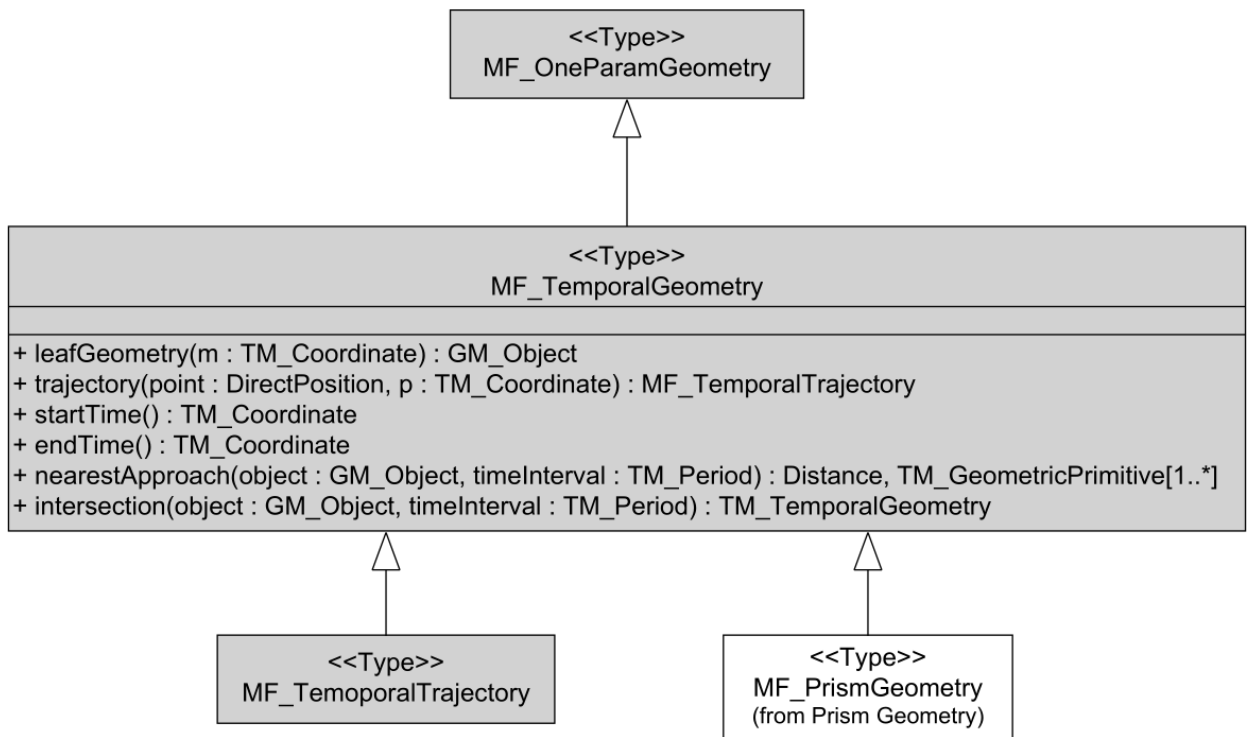 <<Type>>
MF_OneParamGeometry
<<Type>>
MF_TemporalGeometry
+ leafGeometry(m : TM_Coordinate) : GM_Object
+ trajectory(point : DirectPosition, p : TM_Coordinate) : MF_TemporalTrajectory
+ startTime() : TM_Coordinate
+ endTime() : TM_Coordinate
+ nearestApproach(object : GM_Object, timeInterval : TM_Period) : Distance, TM_GeometricPrimitive[1..*]
+ intersection(object : GM_Object, timeInterval : TM_Period) : TM_TemporalGeometry
<<Type>>
MF_TemoporalTrajectory
<<Type>>
MF_PrismGeometry
(from Prism Geometry)